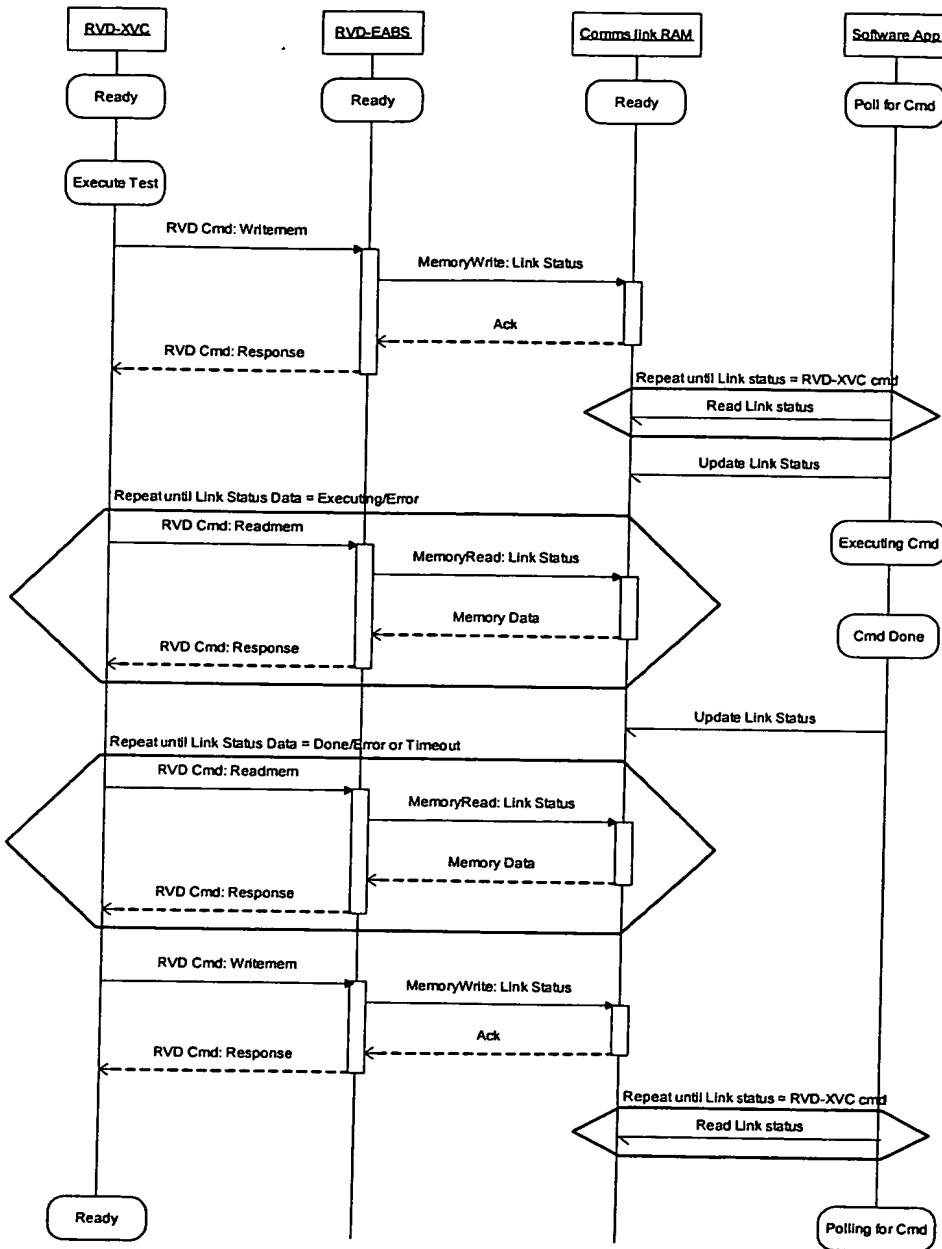 RVD-XVC
RVD-EABS
Comms link RAM
Software App
Ready
Ready
Ready
Poll for Cmd
Execute Test
RVD Cmd: Writemem
MemoryWrite: Link Status
Ack
RVD Cmd: Response
Repeat until Link status = RVD-XVC cmd
Read Link status
Update Link Status
Repeat until Link Status Data = Executing/Error
RVD Cmd: Readmem
Executing Cmd
MemoryRead: Link Status
Memory Data
Cmd Done
RVD Cmd: Response
Update Link Status
Repeat until Link Status Data = Done/Error or Timeout
RVD Cmd: Readmem
MemoryRead: Link Status
Memory Data
RVD Cmd: Response
RVD Cmd: Writemem
MemoryWrite: Link Status
Ack
RVD Cmd: Response
Repeat until Link status = RVD-XVC cmd
Read Link status
Ready
Polling for Cmd